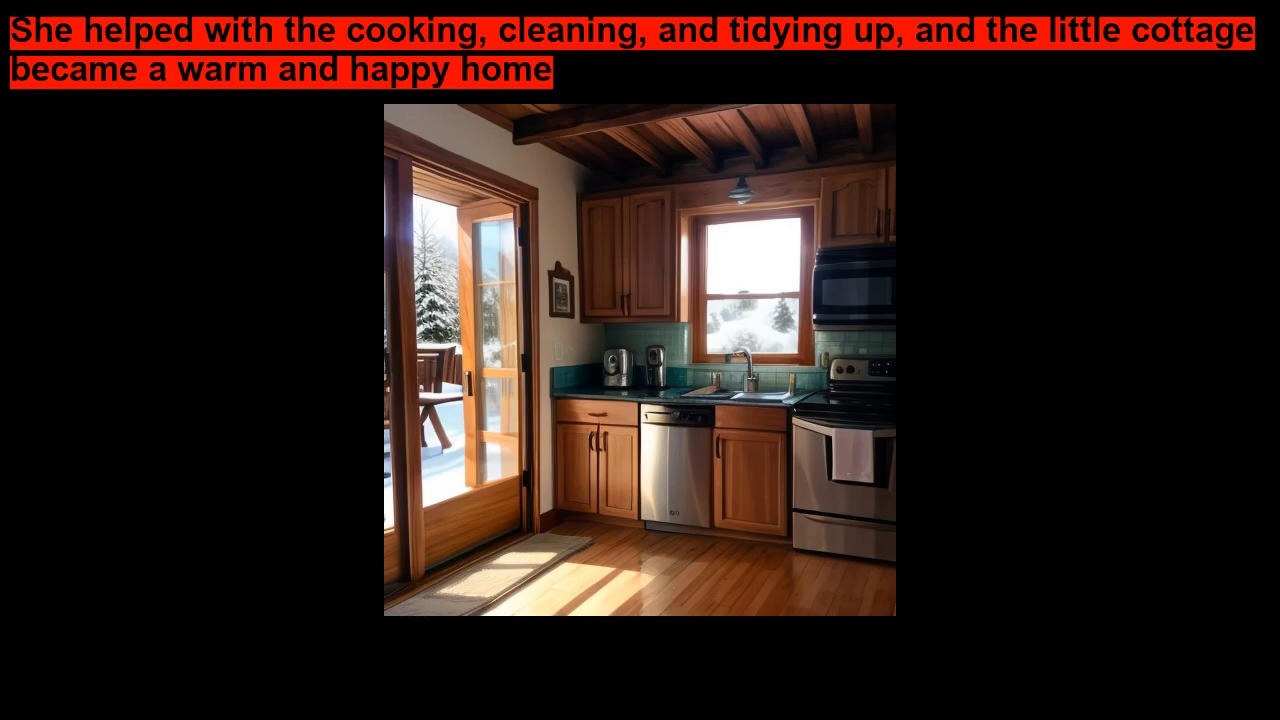 She helped with the cooking, cleaning, and tidying up, and the little cottage
became a warm and happy home